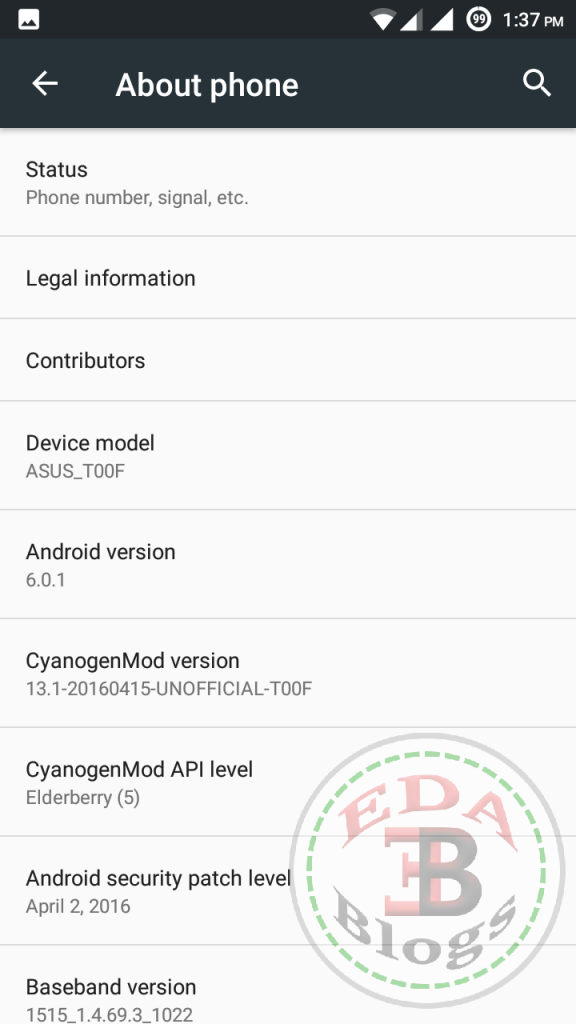 99 1:37 PM
About phone
Status
Phone number, signal, etc.
Legal information
Contributors
Device model
ASUS_T00F
Android version
6.0.1
CyanogenMod version
13.1-20160415-UNOFFICIAL-T00F
CyanogenMod API level
Elderberry (5)
Android security patch level
April 2, 2016
Baseband version
1515_1.4.69.3_1022
EDA
EB
Blogs